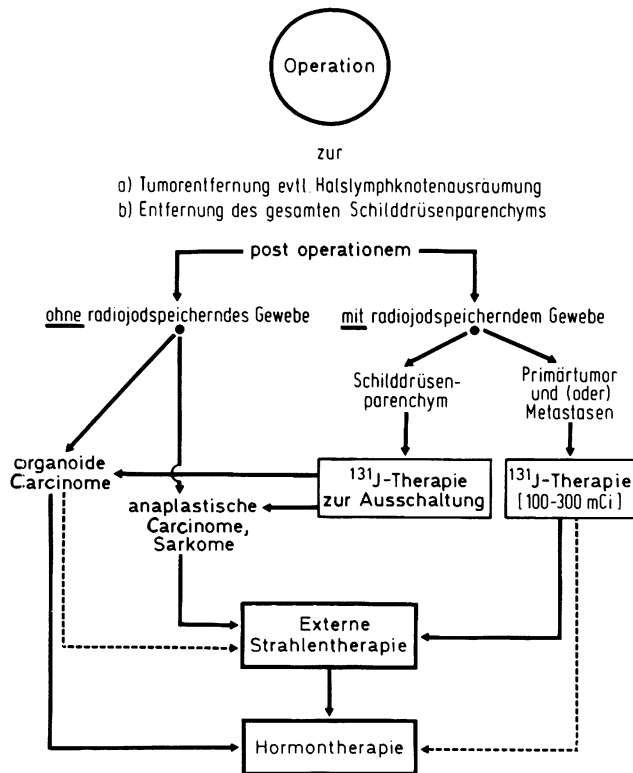 Operation
zur
a) Tumorentfernung evtl. Halslymphknotenausräumung
b) Entfernung des gesamten Schilddrüsenparenchyms
post operationem
ohne radiojodspeicherndes Gewebe
mit radiojodspeicherndem Gewebe
Schilddrüsen-
parenchym
Primärtumor
und (oder)
Metastasen
organoide
Carcinome
131J-Therapie
zur Ausschaltung
131J-Therapie
[100-300 mCi]
anaplastische
Carcinome,
Sarkome
Externe
Strahlentherapie
Hormontherapie